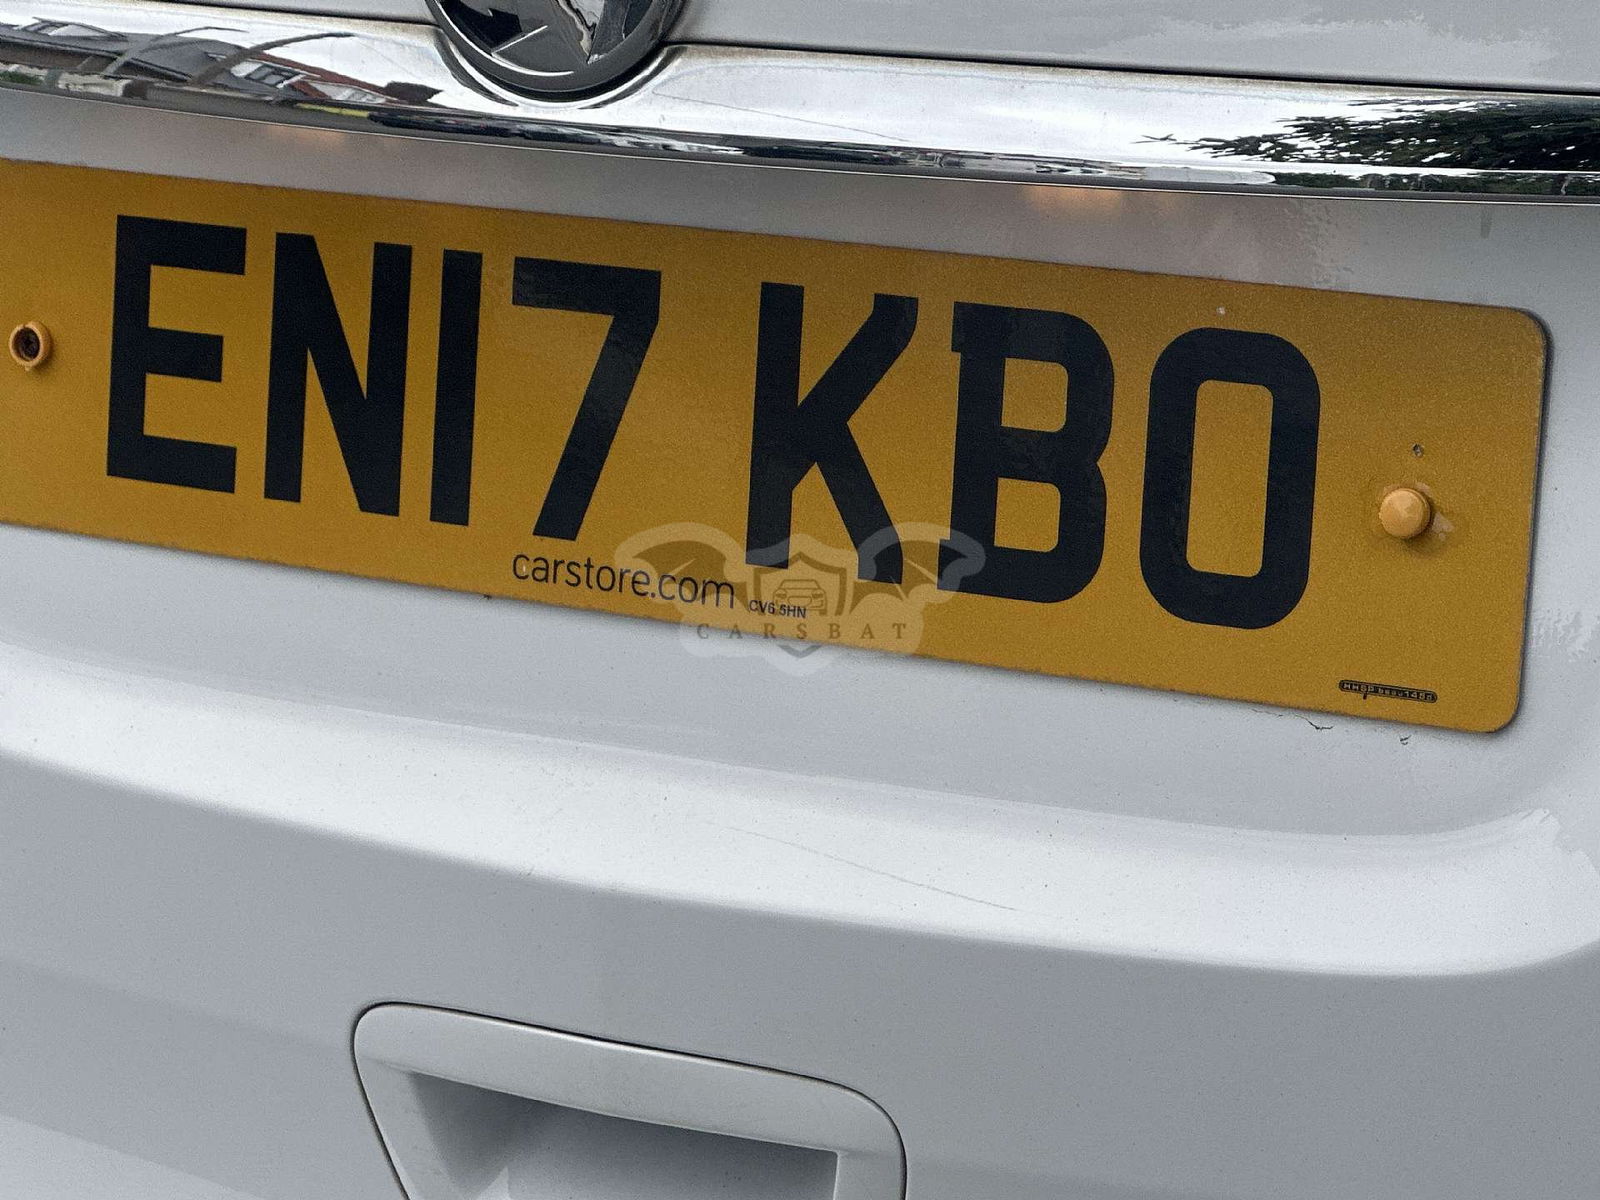 EN17 KBO
carstore.com CV6 5HN
CARSBAT